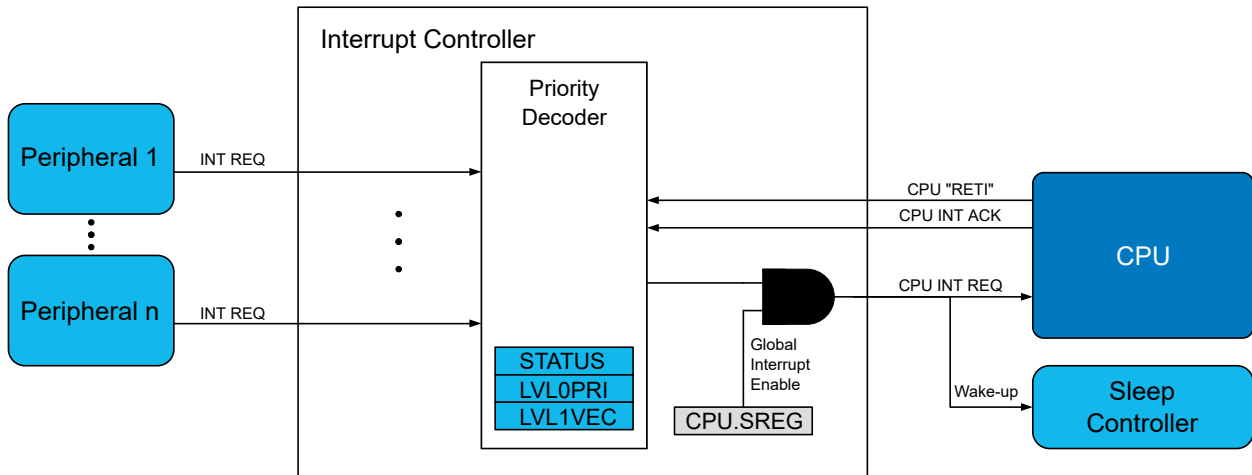 Interrupt Controller
Priority
Decoder
Peripheral 1
INT REQ
CPU "RETI"
CPU INT ACK
CPU
Peripheral n
INT REQ
CPU INT REQ
Global
Interrupt
Enable
STATUS
LVL0PRI
LVL1VEC
CPU.SREG
Wake-up
Sleep
Controller